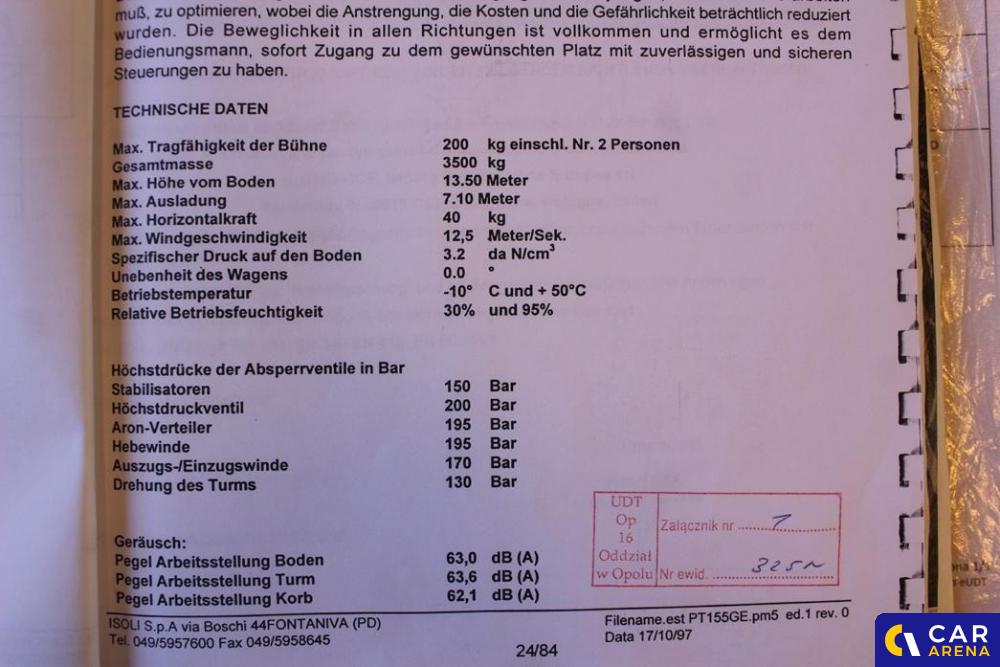 muß, zu optimieren, wobei die Anstrengung, die Kosten und die Gefährlichkeit beträchtlich reduziert
wurden. Die Beweglichkeit in allen Richtungen ist vollkommen und ermöglicht es dem
Bedienungsmann, sofort Zugang zu dem gewünschten Platz mit zuverlässigen und sicheren
Steuerungen zu haben.
TECHNISCHE DATEN
Max. Tragfähigkeit der Bühne 200 kg einschl. Nr. 2 Personen
Gesamtmasse 3500 kg
Max. Höhe vom Boden 13.50 Meter
Max. Ausladung 7.10 Meter
Max. Horizontalkraft 40 kg
Max. Windgeschwindigkeit 12,5 Meter/Sek.
Spezifischer Druck auf den Boden 3.2 da N/cm³
Unebenheit des Wagens 0.0 °
Betriebstemperatur -10° C und + 50°C
Relative Betriebsfeuchtigkeit 30% und 95%
Höchstdrücke der Absperrventile in Bar
Stabilisatoren 150 Bar
Höchstdruckventil 200 Bar
Aron-Verteiler 195 Bar
Hebewinde 195 Bar
Auszugs-/Einzugswinde 170 Bar
Drehung des Turms 130 Bar
Geräusch:
Pegel Arbeitsstellung Boden 63,0 dB (A)
Pegel Arbeitsstellung Turm 63,6 dB (A)
Pegel Arbeitsstellung Korb 62,1 dB (A)
UDT
Op
16
Oddział
w Opolu
Załącznik nr 1
Nr ewid.
ISOLI S.p.A via Boschi 44FONTANIVA (PD)
Tel. 049/5957600 Fax 049/5958645
24/84
Filename.est PT155GE.pm5 ed.1 rev. 0
Data 17/10/97
CAR
ARENA